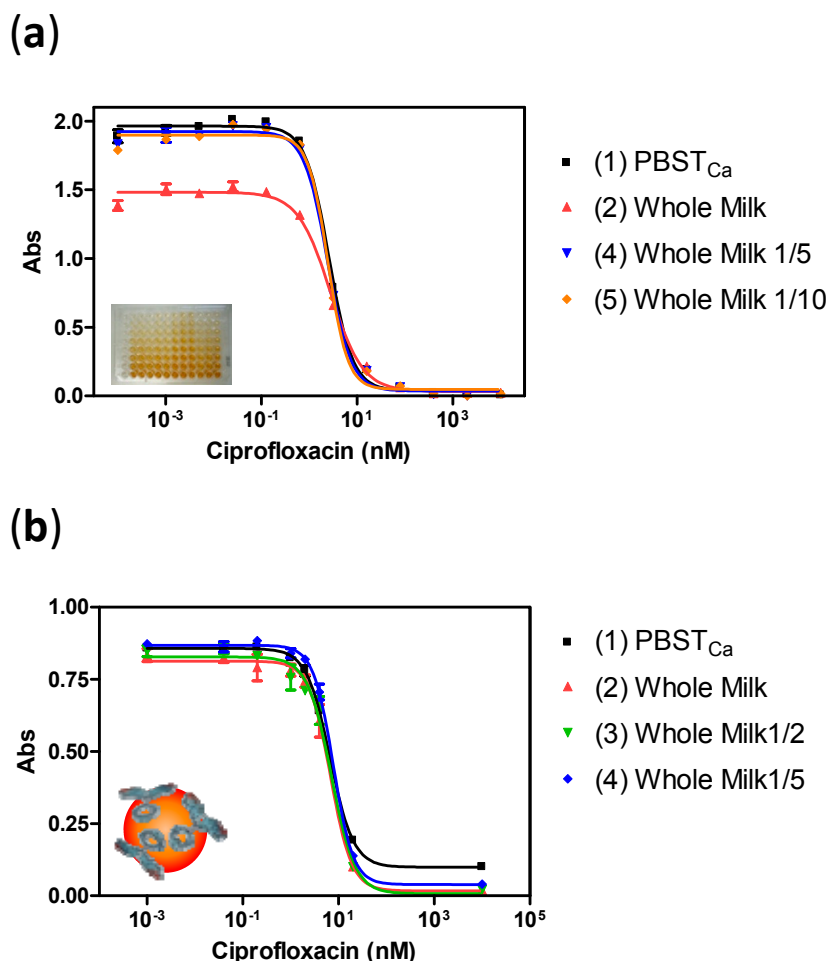 (a)
2.0
1.5
1.0
0.5
0.0
Abs
10-3
10-1
101
103
Ciprofloxacin (nM)
(1) PBSTCa
(2) Whole Milk
(4) Whole Milk 1/5
(5) Whole Milk 1/10
(b)
1.00
0.75
0.50
0.25
0.00
Abs
10-3
10-1
101
103
105
Ciprofloxacin (nM)
(1) PBSTCa
(2) Whole Milk
(3) Whole Milk1/2
(4) Whole Milk1/5